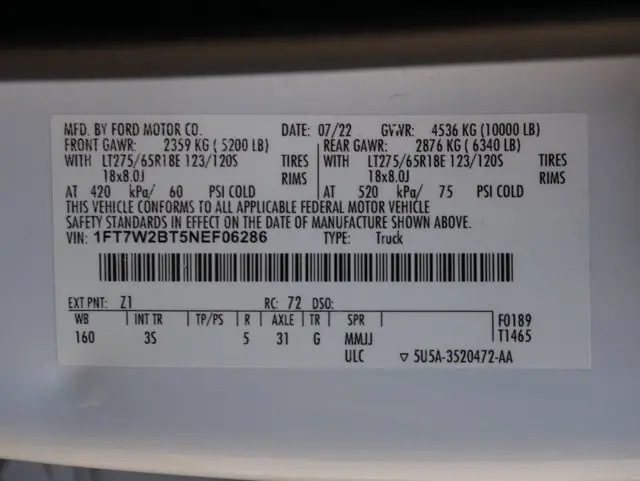 MFD. BY FORD MOTOR CO. DATE: 07/22 GVWR: 4536 KG (10000 LB)
FRONT GAWR: 2359 KG ( 5200 LB) REAR GAWR: 2876 KG ( 6340 LB)
WITH LT275/65R18E 123/120S TIRES WITH LT275/65R18E 123/120S TIRES
18x8.0J RIMS 18x8.0J RIMS
AT 420 kPa/ 60 PSI COLD AT 520 kPa/ 75 PSI COLD
THIS VEHICLE CONFORMS TO ALL APPLICABLE FEDERAL MOTOR VEHICLE
SAFETY STANDARDS IN EFFECT ON THE DATE OF MANUFACTURE SHOWN ABOVE.
VIN: 1FT7W2BT5NEF06286 TYPE: Truck
EXT PNT: Z1 RC: 72 DSO:
WB INT TR TP/PS R AXLE TR SPR F0189
160 3S 5 31 G MMJJ T1465
ULC ▽ 5U5A-3520472-AA